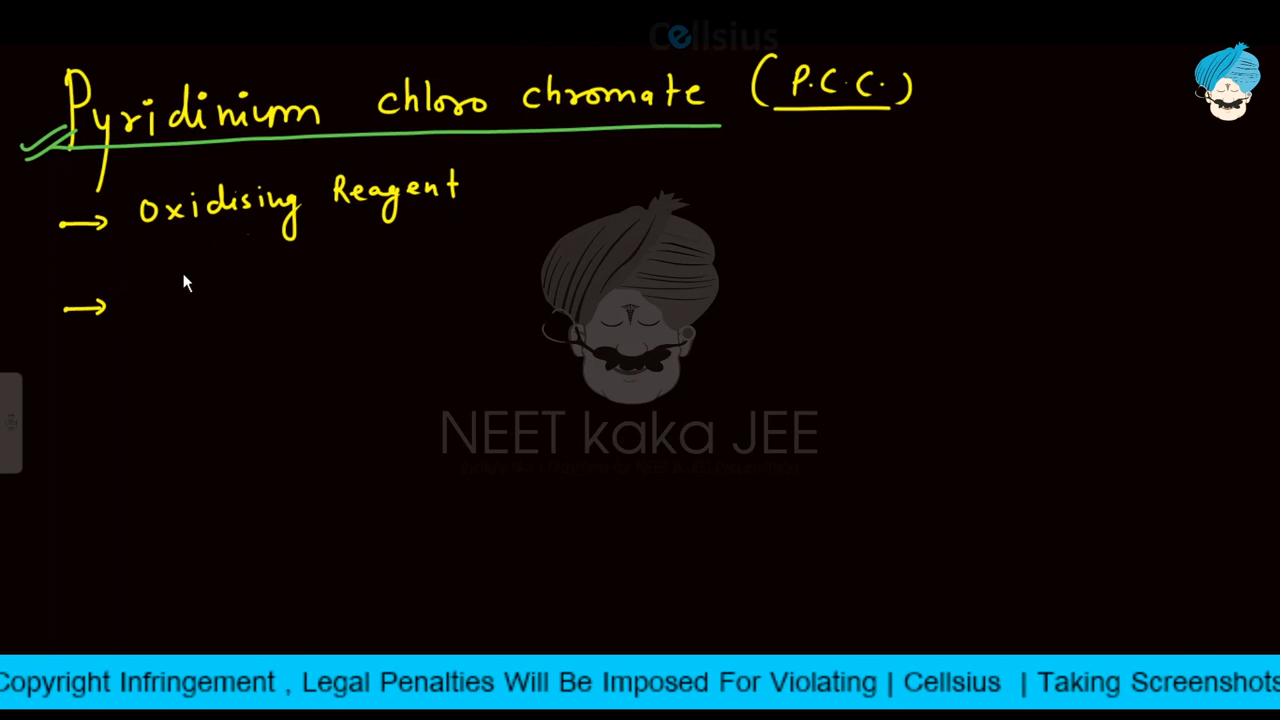 Cellsius
Pyridinium chloro chromate (P.C.C.)
→ Oxidising Reagent
→
NEET kaka JEE
Copyright Infringement , Legal Penalties Will Be Imposed For Violating | Cellsius | Taking Screenshots